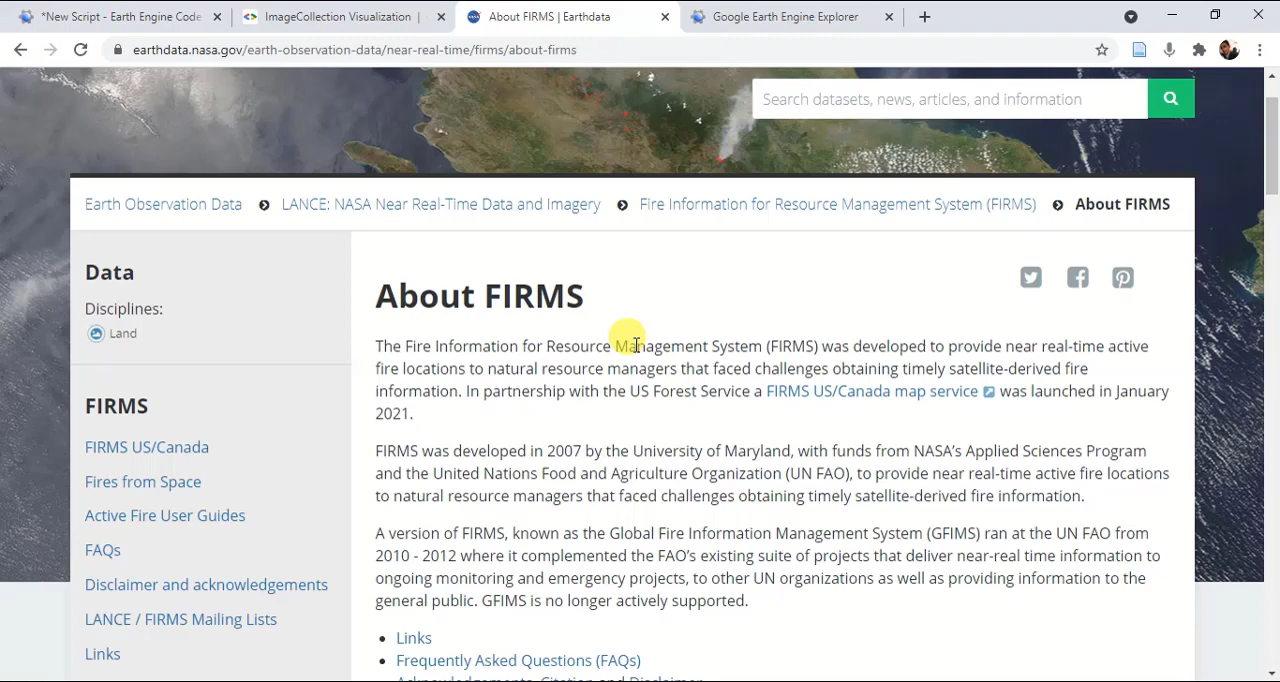 *New Script - Earth Engine Code
ImageCollection Visualization
About FIRMS | Earthdata
Google Earth Engine Explorer
earthdata.nasa.gov/earth-observation-data/near-real-time/firms/about-firms
Search datasets, news, articles, and information
Earth Observation Data
LANCE: NASA Near Real-Time Data and Imagery
Fire Information for Resource Management System (FIRMS)
About FIRMS
Data
Disciplines:
Land
FIRMS
FIRMS US/Canada
Fires from Space
Active Fire User Guides
FAQs
Disclaimer and acknowledgements
LANCE / FIRMS Mailing Lists
Links
About FIRMS
The Fire Information for Resource Management System (FIRMS) was developed to provide near real-time active
fire locations to natural resource managers that faced challenges obtaining timely satellite-derived fire
information. In partnership with the US Forest Service a FIRMS US/Canada map service was launched in January
2021.
FIRMS was developed in 2007 by the University of Maryland, with funds from NASA's Applied Sciences Program
and the United Nations Food and Agriculture Organization (UN FAO), to provide near real-time active fire locations
to natural resource managers that faced challenges obtaining timely satellite-derived fire information.
A version of FIRMS, known as the Global Fire Information Management System (GFIMS) ran at the UN FAO from
2010 - 2012 where it complemented the FAO's existing suite of projects that deliver near-real time information to
ongoing monitoring and emergency projects, to other UN organizations as well as providing information to the
general public. GFIMS is no longer actively supported.
Links
Frequently Asked Questions (FAQs)
Acknowledgements, Citation and Disclaimer